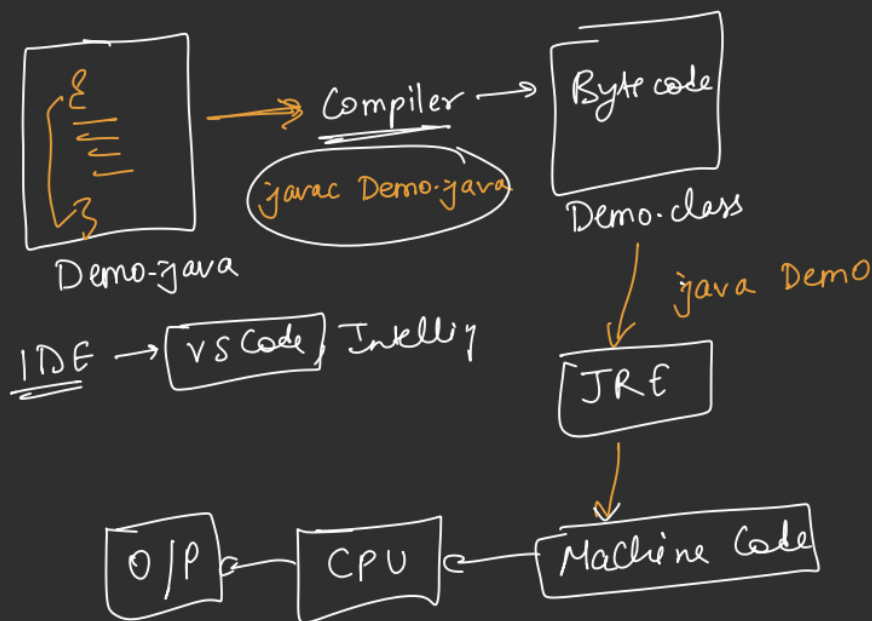 Compiler → Byte code
javac Demo.java
Demo.java
Demo.class
java Demo
IDE → VS Code, Intellij
JRE
O/P
CPU
Machine Code